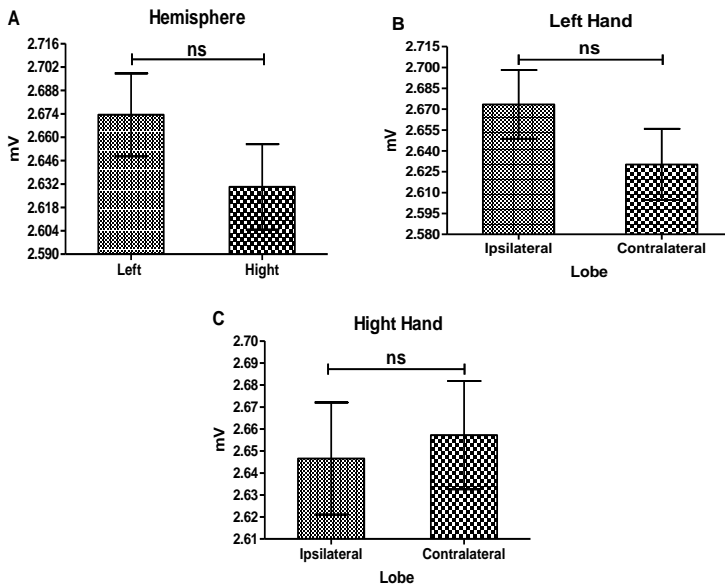 A
Hemisphere
2.716
2.702
2.688
2.674
2.660
2.646
2.632
2.618
2.604
2.590
mV
ns
Left
Hight
B
Left Hand
2.715
2.700
2.685
2.670
2.655
2.640
2.625
2.610
2.595
2.580
mV
ns
Ipsilateral
Contralateral
Lobe
C
Hight Hand
2.70
2.69
2.68
2.67
2.66
2.65
2.64
2.63
2.62
2.61
mV
ns
Ipsilateral
Contralateral
Lobe